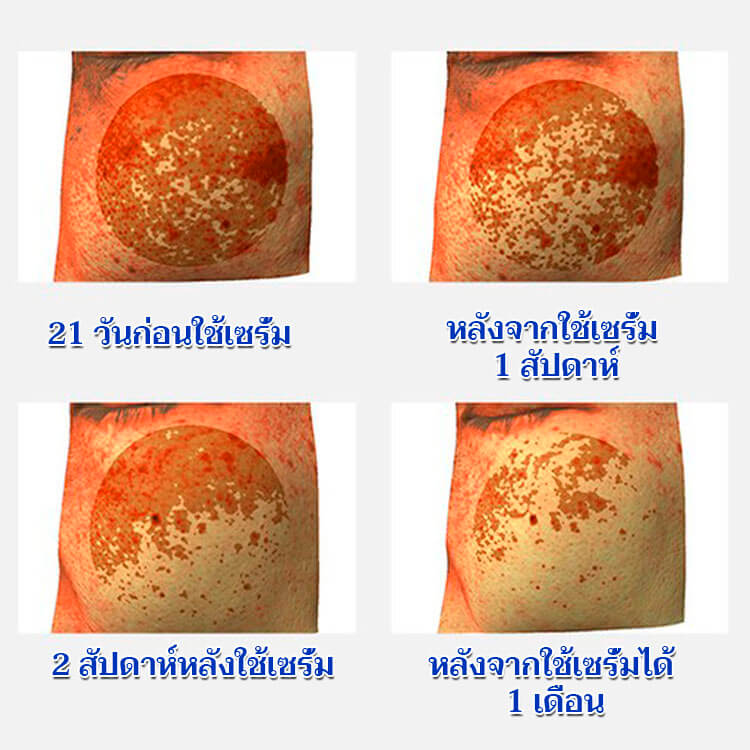 21 วันก่อนใช้เซรั่ม
หลังจากใช้เซรั่ม
1 สัปดาห์
2 สัปดาห์หลังใช้เซรั่ม
หลังจากใช้เซรั่มได้
1 เดือน